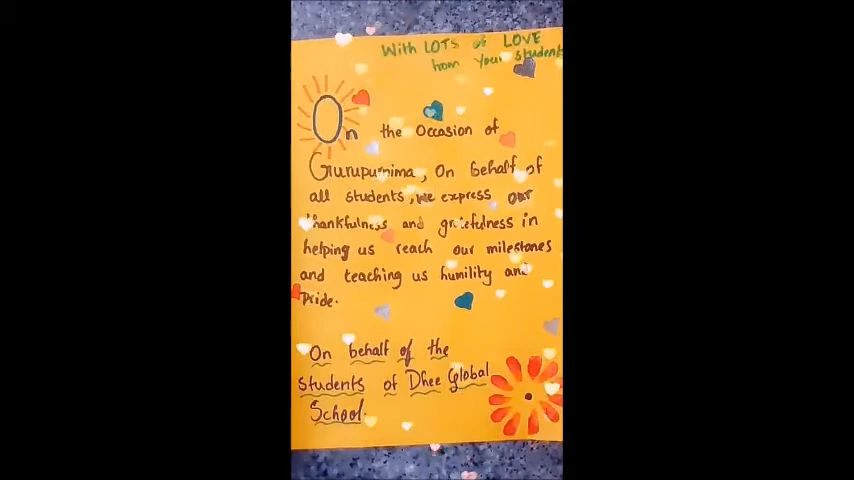 With LOTS of LOVE
from your students
On the Occasion of
Gurupurnima, On behalf of
all students, we express our
thankfulness and gratefulness in
helping us reach our milestones
and teaching us humility and
Pride.
On behalf of the
students of Dhee Global
School.